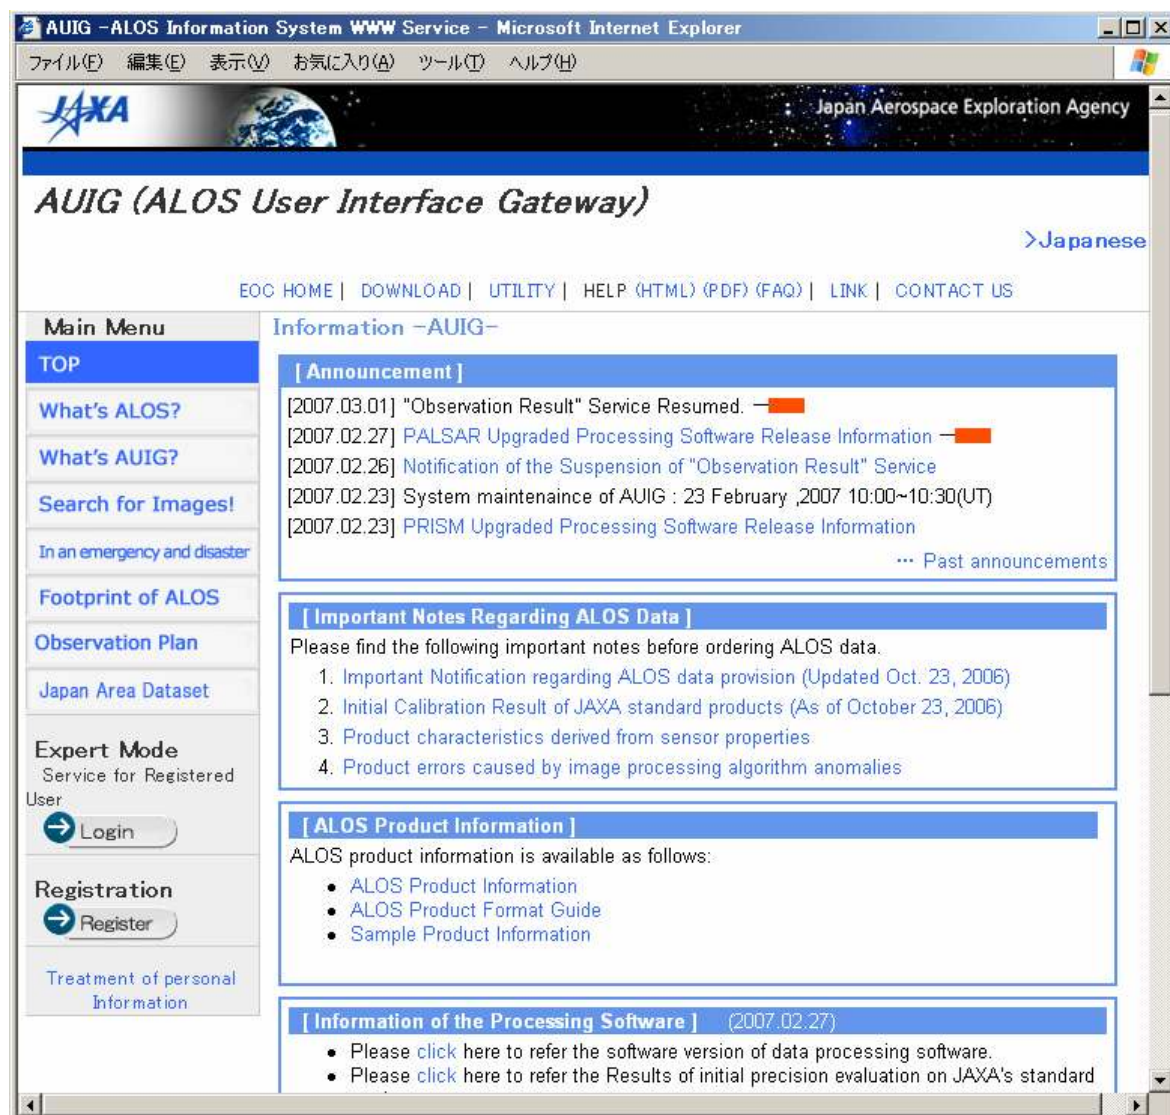 AUIG -ALOS Information System WWW Service - Microsoft Internet Explorer
ファイル(F) 編集(E) 表示(V) お気に入り(A) ツール(T) ヘルプ(H)
JAXA
Japan Aerospace Exploration Agency
AUIG (ALOS User Interface Gateway)
>Japanese
EOC HOME | DOWNLOAD | UTILITY | HELP (HTML) (PDF) (FAQ) | LINK | CONTACT US
Main Menu
TOP
What's ALOS?
What's AUIG?
Search for Images!
In an emergency and disaster
Footprint of ALOS
Observation Plan
Japan Area Dataset
Expert Mode
Service for Registered
User
Login
Registration
Register
Treatment of personal
Information
Information -AUIG-
[ Announcement ]
[2007.03.01] "Observation Result" Service Resumed.
[2007.02.27] PALSAR Upgraded Processing Software Release Information
[2007.02.26] Notification of the Suspension of "Observation Result" Service
[2007.02.23] System maintenaince of AUIG : 23 February ,2007 10:00~10:30(UT)
[2007.02.23] PRISM Upgraded Processing Software Release Information
··· Past announcements
[ Important Notes Regarding ALOS Data ]
Please find the following important notes before ordering ALOS data.
1. Important Notification regarding ALOS data provision (Updated Oct. 23, 2006)
2. Initial Calibration Result of JAXA standard products (As of October 23, 2006)
3. Product characteristics derived from sensor properties
4. Product errors caused by image processing algorithm anomalies
[ ALOS Product Information ]
ALOS product information is available as follows:
• ALOS Product Information
• ALOS Product Format Guide
• Sample Product Information
[ Information of the Processing Software ] (2007.02.27)
• Please click here to refer the software version of data processing software.
• Please click here to refer the Results of initial precision evaluation on JAXA's standard